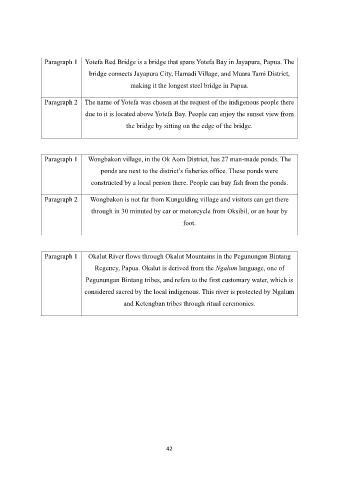 Paragraph 1 Yotefa Red Bridge is a bridge that spans Yotefa Bay in Jayapura, Papua. The
bridge connects Jayapura City, Hamadi Village, and Muara Tami District,
making it the longest steel bridge in Papua.
Paragraph 2 The name of Yotefa was chosen at the request of the indigenous people there
due to it is located above Yotefa Bay. People can enjoy the sunset view from
the bridge by sitting on the edge of the bridge.
Paragraph 1 Wongbakon village, in the Ok Aom District, has 27 man-made ponds. The
ponds are next to the district's fisheries office. These ponds were
constructed by a local person there. People can buy fish from the ponds.
Paragraph 2 Wongbakon is not far from Kungulding village and visitors can get there
through in 30 minuted by car or motorcycle from Oksibil, or an hour by
foot.
Paragraph 1 Okalut River flows through Okalut Mountains in the Pegunungan Bintang
Regency, Papua. Okalut is derived from the Ngalum language, one of
Pegunungan Bintang tribes, and refers to the first customary water, which is
considered sacred by the local indigenous. This river is protected by Ngalum
and Ketengban tribes through ritual ceremonies.
42